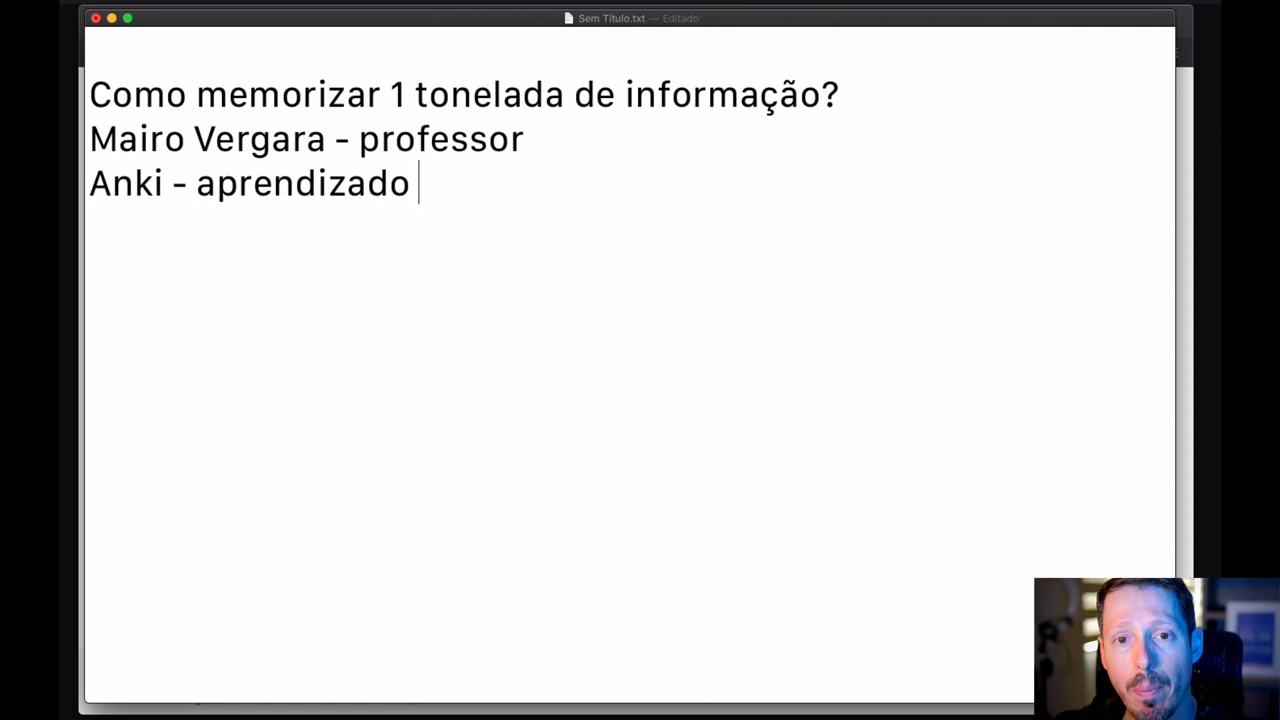 Sem Título.txt — Editado
Como memorizar 1 tonelada de informação?
Mairo Vergara - professor
Anki - aprendizado